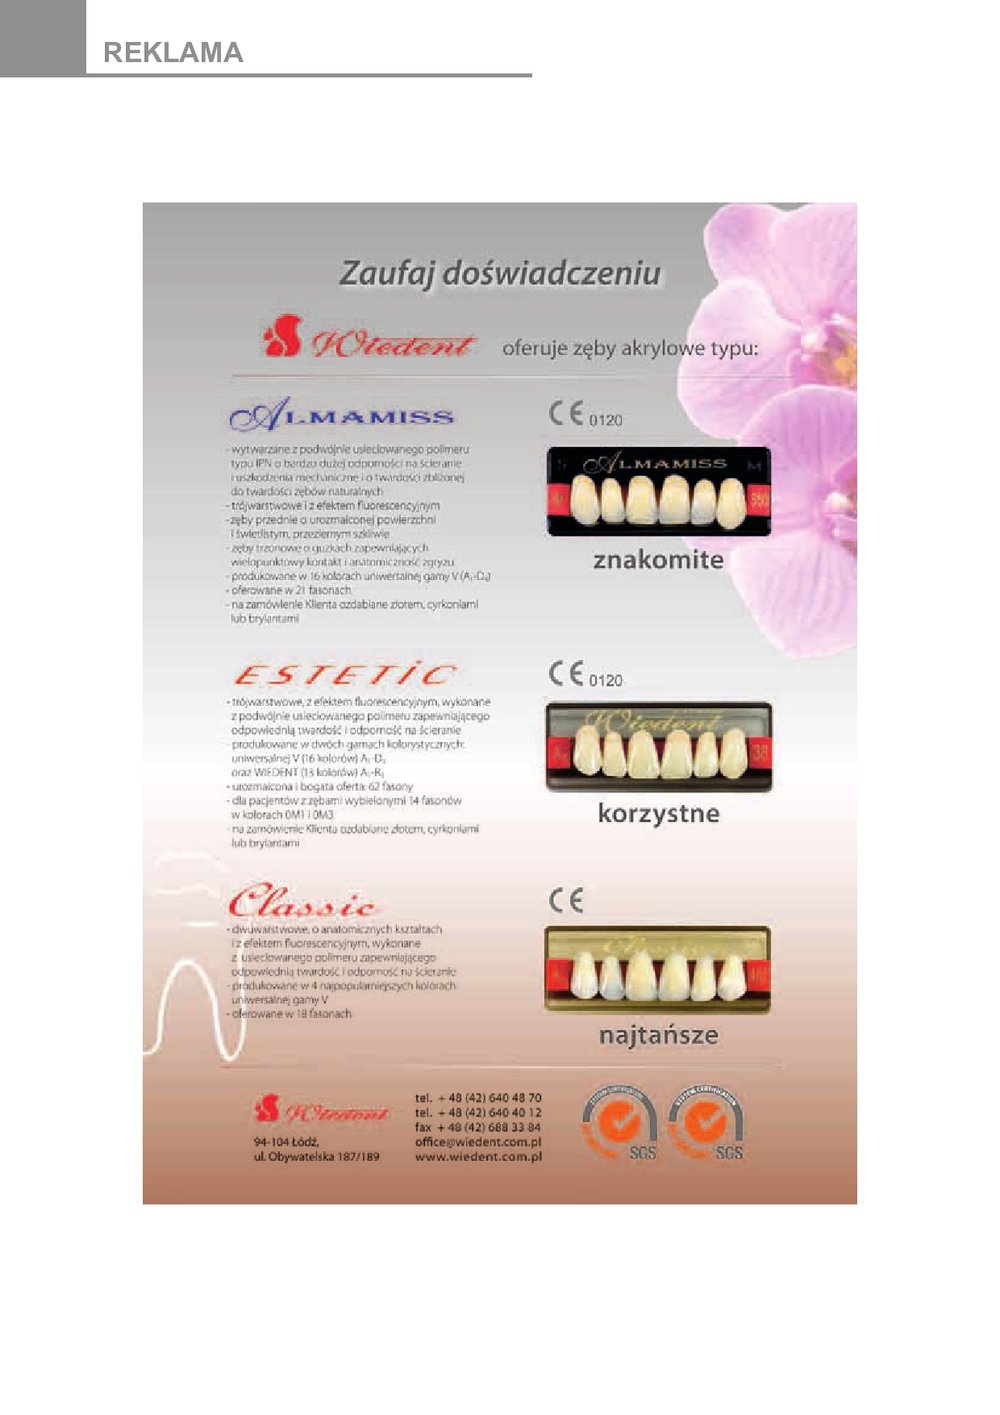 REKLAMA
Zaufaj doświadczeniu
Wiedent oferuje zęby akrylowe typu:
ALMAMISS
CE 0120
- wytwarzane z podwójnie usieciowanego polimeru
typu IPN o bardzo dużej odporności na ścieranie
i uszkodzenia mechaniczne i o twardości zbliżonej
do twardości zębów naturalnych
- trójwarstwowe i z efektem fluorescencyjnym
-zęby przednie o urozmaiconej powierzchni
i świetlistym, przeziernym szkliwie
- zęby trzonowe o guzkach zapewniających
wielopunktowy kontakt i anatomiczność zgryzu
- produkowane w 16 kolorach uniwersalnej gamy V (A₁-D₄)
- oferowane w 21 fasonach
- na zamówienie Klienta ozdabiane złotem, cyrkoniami
lub brylantami
S ALMAMISS M
znakomite
ESTETIC
CE 0120
- trójwarstwowe, z efektem fluorescencyjnym, wykonane
z podwójnie usieciowanego polimeru zapewniającego
odpowiednią twardość i odporność na ścieranie
- produkowane w dwóch gamach kolorystycznych:
uniwersalnej V (16 kolorów) A₁-D₄
oraz WIEDENT (13 kolorów)
- urozmaicona i bogata oferta: 62 fasony
- dla pacjentów z zębami wybielonymi 14 fasonów
w kolorach 0M1 i 0M3
- na zamówienie Klienta ozdabiane złotem, cyrkoniami
lub brylantami
Wiedent
38
korzystne
Classic
CE
- dwuwarstwowe, o anatomicznych kształtach
i z efektem fluorescencyjnym, wykonane
z usieciowanego polimeru zapewniającego
odpowiednią twardość i odporność na ścieranie
- produkowane w 4 najpopularniejszych kolorach
uniwersalnej gamy V
- oferowane w 18 fasonach
Classic
najtańsze
Wiedent
94-104 Łódź,
ul. Obywatelska 187/189
tel. + 48 (42) 640 48 70
tel. + 48 (42) 640 40 12
fax + 48 (42) 688 33 84
office@wiedent.com.pl
www.wiedent.com.pl
SGS
SYSTEM CERTIFICATION
SGS